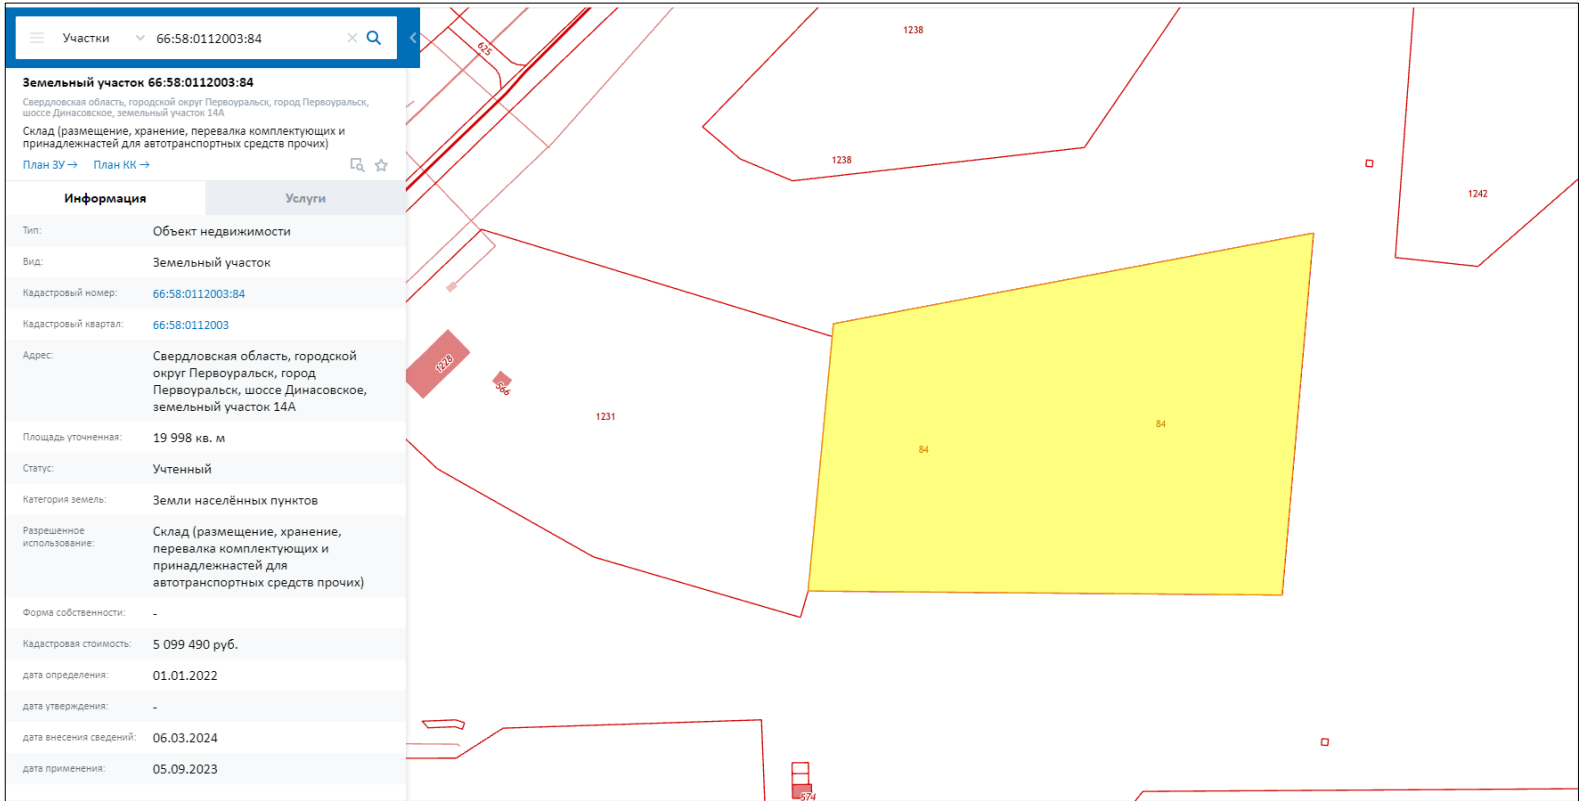 Участки
66:58:0112003:84
Земельный участок 66:58:0112003:84
Свердловская область, городской округ Первоуральск, город Первоуральск,
шоссе Динасовское, земельный участок 14А
Склад (размещение, хранение, перевалка комплектующих и
принадлежнастей для автотранспортных средств прочих)
План ЗУ →
План КК →
Информация
Услуги
Тип:
Объект недвижимости
Вид:
Земельный участок
Кадастровый номер:
66:58:0112003:84
Кадастровый квартал:
66:58:0112003
Адрес:
Свердловская область, городской
округ Первоуральск, город
Первоуральск, шоссе Динасовское,
земельный участок 14А
Площадь уточненная:
19 998 кв. м
Статус:
Учтенный
Категория земель:
Земли населённых пунктов
Разрешенное
использование:
Склад (размещение, хранение,
перевалка комплектующих и
принадлежнастей для
автотранспортных средств прочих)
Форма собственности:
-
Кадастровая стоимость:
5 099 490 руб.
дата определения:
01.01.2022
дата утверждения:
-
дата внесения сведений:
06.03.2024
дата применения:
05.09.2023
625
1238
1238
1242
1228
566
1231
84
84
574